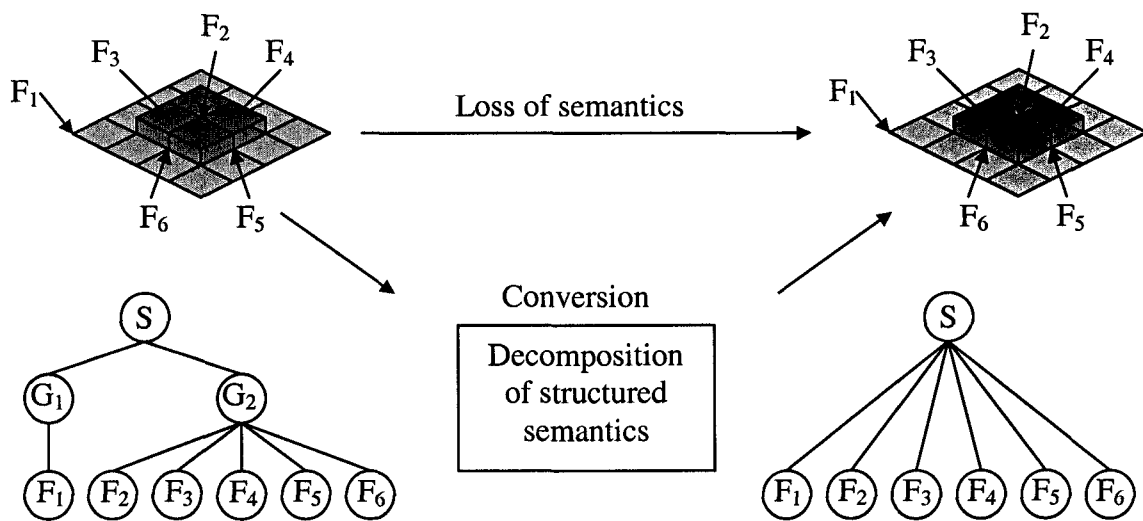 F₂ F₂
F₃ F₄ F₃ F₄
F₁ Loss of semantics F₁
F₆ F₅ F₆ F₅
Conversion
S S
Decomposition
of structured
semantics
G₁ G₂
F₁ F₂ F₃ F₄ F₅ F₆ F₁ F₂ F₃ F₄ F₅ F₆